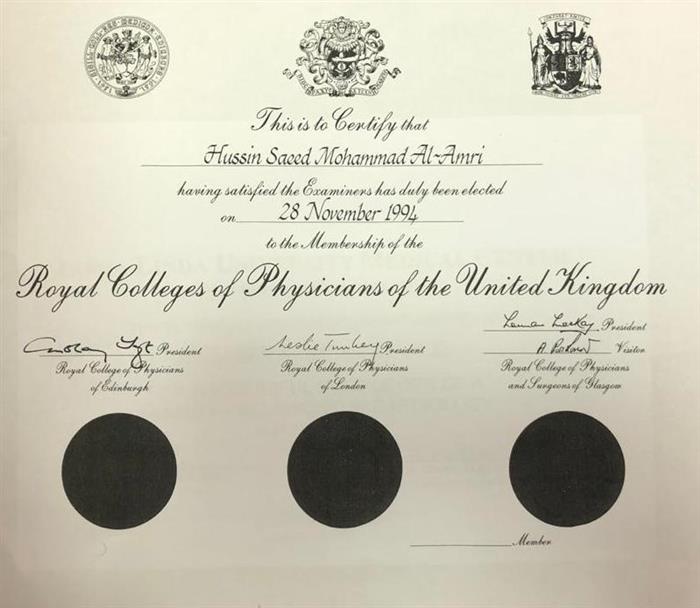 This is to Certify that
Hussin Saeed Mohammad Al-Amri
having satisfied the Examiners has duly been elected
on 28 November 1994
to the Membership of the
Royal Colleges of Physicians of the United Kingdom
President
Royal College of Physicians
of Edinburgh
Leslie Turnberg President
Royal College of Physicians
of London
President
Visitor
Royal College of Physicians
and Surgeons of Glasgow
Member